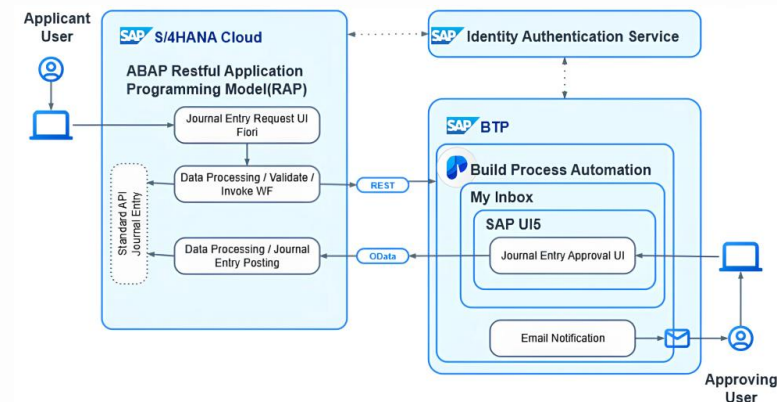 Applicant
User
SAP S/4HANA Cloud
ABAP Restful Application
Programming Model(RAP)
Journal Entry Request UI
Fiori
Data Processing / Validate /
Invoke WF
Standard API
Journal Entry
Data Processing / Journal
Entry Posting
REST
OData
SAP Identity Authentication Service
SAP BTP
Build Process Automation
My Inbox
SAP UI5
Journal Entry Approval UI
Email Notification
Approving
User